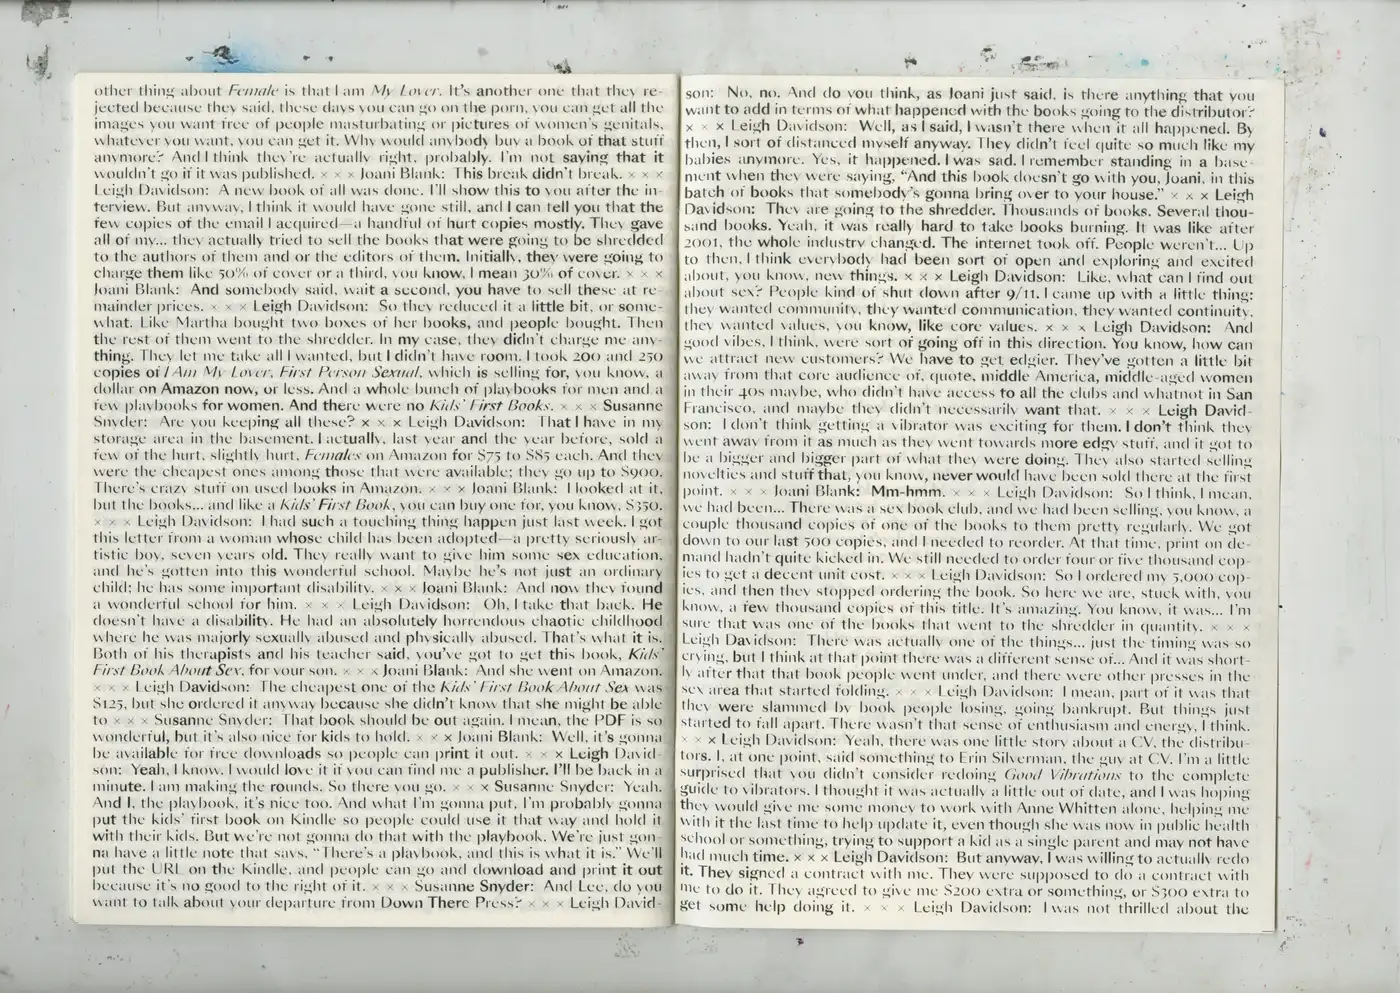 other thing about Female is that I am My Lover. It's another one that they re-
jected because they said, these days you can go on the porn, you can get all the
images you want free of people masturbating or pictures of women's genitals,
whatever you want, you can get it. Why would anybody buy a book of that stuff
anymore? And I think they're actually right, probably. I'm not saying that it
wouldn't go if it was published. × × × Joani Blank: This break didn't break. × × ×
Leigh Davidson: A new book of all was done. I'll show this to you after the in-
terview. But anyway, I think it would have gone still, and I can tell you that the
few copies of the email I acquired—a handful of hurt copies mostly. They gave
all of my... they actually tried to sell the books that were going to be shredded
to the authors of them and or the editors of them. Initially, they were going to
charge them like 50% of cover or a third, you know, I mean 30% of cover. × × ×
Joani Blank: And somebody said, wait a second, you have to sell these at re-
mainder prices. × × × Leigh Davidson: So they reduced it a little bit, or some-
what. Like Martha bought two boxes of her books, and people bought. Then
the rest of them went to the shredder. In my case, they didn't charge me any-
thing. They let me take all I wanted, but I didn't have room. I took 200 and 250
copies of I Am My Lover, First Person Sexual, which is selling for, you know, a
dollar on Amazon now, or less. And a whole bunch of playbooks for men and a
few playbooks for women. And there were no Kids' First Books. × × × Susanne
Snyder: Are you keeping all these? × × × Leigh Davidson: That I have in my
storage area in the basement. I actually, last year and the year before, sold a
few of the hurt, slightly hurt, Females on Amazon for $75 to $85 each. And they
were the cheapest ones among those that were available; they go up to $900.
There's crazy stuff on used books in Amazon. × × × Joani Blank: I looked at it,
but the books... and like a Kids' First Book, you can buy one for, you know, $350.
× × × Leigh Davidson: I had such a touching thing happen just last week. I got
this letter from a woman whose child has been adopted—a pretty seriously ar-
tistic boy, seven years old. They really want to give him some sex education,
and he's gotten into this wonderful school. Maybe he's not just an ordinary
child; he has some important disability. × × × Joani Blank: And now they found
a wonderful school for him. × × × Leigh Davidson: Oh, I take that back. He
doesn't have a disability. He had an absolutely horrendous chaotic childhood
where he was majorly sexually abused and physically abused. That's what it is.
Both of his therapists and his teacher said, you've got to get this book, Kids'
First Book About Sex, for your son. × × × Joani Blank: And she went on Amazon.
× × × Leigh Davidson: The cheapest one of the Kids' First Book About Sex was
$125, but she ordered it anyway because she didn't know that she might be able
to × × × Susanne Snyder: That book should be out again. I mean, the PDF is so
wonderful, but it's also nice for kids to hold. × × × Joani Blank: Well, it's gonna
be available for free downloads so people can print it out. × × × Leigh David-
son: Yeah, I know. I would love it if you can find me a publisher. I'll be back in a
minute. I am making the rounds. So there you go. × × × Susanne Snyder: Yeah.
And I, the playbook, it's nice too. And what I'm gonna put, I'm probably gonna
put the kids' first book on Kindle so people could use it that way and hold it
with their kids. But we're not gonna do that with the playbook. We're just gon-
na have a little note that says, “There's a playbook, and this is what it is.” We'll
put the URL on the Kindle, and people can go and download and print it out
because it's no good to the right of it. × × × Susanne Snyder: And Lee, do you
want to talk about your departure from Down There Press? × × × Leigh David-
son: No, no. And do you think, as Joani just said, is there anything that you
want to add in terms of what happened with the books going to the distributor?
× × × Leigh Davidson: Well, as I said, I wasn't there when it all happened. By
then, I sort of distanced myself anyway. They didn't feel quite so much like my
babies anymore. Yes, it happened. I was sad. I remember standing in a base-
ment when they were saying, “And this book doesn't go with you, Joani, in this
batch of books that somebody's gonna bring over to your house.” × × × Leigh
Davidson: They are going to the shredder. Thousands of books. Several thou-
sand books. Yeah, it was really hard to take books burning. It was like after
2001, the whole industry changed. The internet took off. People weren't... Up
to then, I think everybody had been sort of open and exploring and excited
about, you know, new things. × × × Leigh Davidson: Like, what can I find out
about sex? People kind of shut down after 9/11. I came up with a little thing:
they wanted community, they wanted communication, they wanted continuity,
they wanted values, you know, like core values. × × × Leigh Davidson: And
good vibes, I think, were sort of going off in this direction. You know, how can
we attract new customers? We have to get edgier. They've gotten a little bit
away from that core audience of, quote, middle America, middle-aged women
in their 40s maybe, who didn't have access to all the clubs and whatnot in San
Francisco, and maybe they didn't necessarily want that. × × × Leigh David-
son: I don't think getting a vibrator was exciting for them. I don't think they
went away from it as much as they went towards more edgy stuff, and it got to
be a bigger and bigger part of what they were doing. They also started selling
novelties and stuff that, you know, never would have been sold there at the first
point. × × × Joani Blank: Mm-hmm. × × × Leigh Davidson: So I think, I mean,
we had been... There was a sex book club, and we had been selling, you know, a
couple thousand copies of one of the books to them pretty regularly. We got
down to our last 500 copies, and I needed to reorder. At that time, print on de-
mand hadn't quite kicked in. We still needed to order four or five thousand cop-
ies to get a decent unit cost. × × × Leigh Davidson: So I ordered my 5,000 cop-
ies, and then they stopped ordering the book. So here we are, stuck with, you
know, a few thousand copies of this title. It's amazing. You know, it was... I'm
sure that was one of the books that went to the shredder in quantity. × × ×
Leigh Davidson: There was actually one of the things... just the timing was so
crying, but I think at that point there was a different sense of... And it was short-
ly after that that book people went under, and there were other presses in the
sex area that started folding. × × × Leigh Davidson: I mean, part of it was that
they were slammed by book people losing, going bankrupt. But things just
started to fall apart. There wasn't that sense of enthusiasm and energy, I think.
× × × Leigh Davidson: Yeah, there was one little story about a CV, the distribu-
tors. I, at one point, said something to Erin Silverman, the guy at CV. I'm a little
surprised that you didn't consider redoing Good Vibrations to the complete
guide to vibrators. I thought it was actually a little out of date, and I was hoping
they would give me some money to work with Anne Whitten alone, helping me
with it the last time to help update it, even though she was now in public health
school or something, trying to support a kid as a single parent and may not have
had much time. × × × Leigh Davidson: But anyway, I was willing to actually redo
it. They signed a contract with me. They were supposed to do a contract with
me to do it. They agreed to give me $200 extra or something, or $300 extra to
get some help doing it. × × × Leigh Davidson: I was not thrilled about the